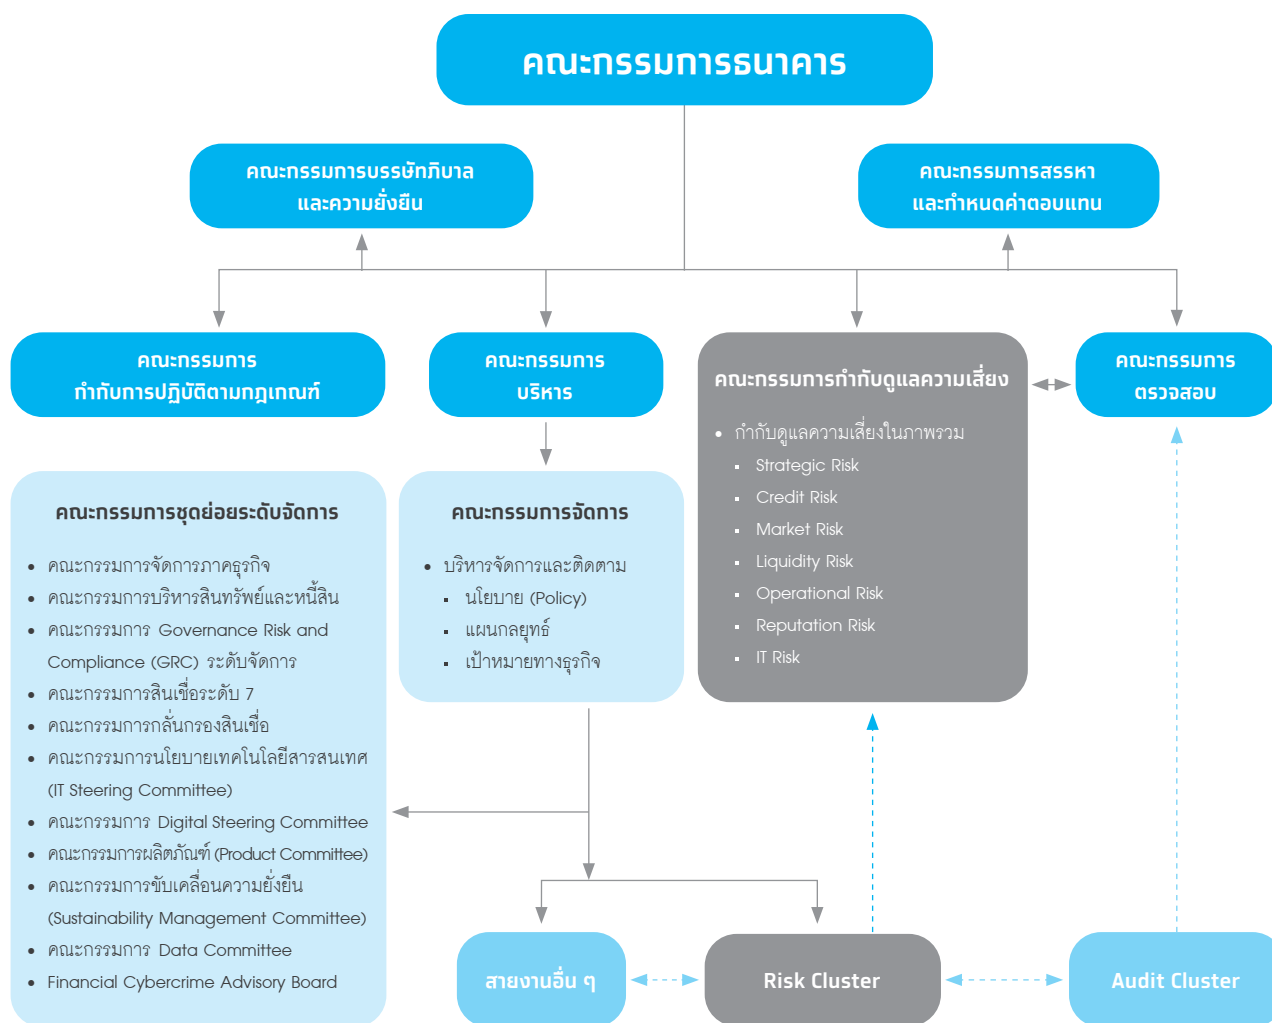 คณะกรรมการธนาคาร
คณะกรรมการบรรษัทภิบาล
และความยั่งยืน
คณะกรรมการสรรหา
และกำหนดค่าตอบแทน
คณะกรรมการ
กำกับการปฏิบัติตามกฎเกณฑ์
คณะกรรมการ
บริหาร
คณะกรรมการกำกับดูแลความเสี่ยง
• กำกับดูแลความเสี่ยงในภาพรวม
▪ Strategic Risk
▪ Credit Risk
▪ Market Risk
▪ Liquidity Risk
▪ Operational Risk
▪ Reputation Risk
▪ IT Risk
คณะกรรมการ
ตรวจสอบ
คณะกรรมการชุดย่อยระดับจัดการ
• คณะกรรมการจัดการภาคธุรกิจ
• คณะกรรมการบริหารสินทรัพย์และหนี้สิน
• คณะกรรมการ Governance Risk and
Compliance (GRC) ระดับจัดการ
• คณะกรรมการสินเชื่อระดับ 7
• คณะกรรมการกลั่นกรองสินเชื่อ
• คณะกรรมการนโยบายเทคโนโลยีสารสนเทศ
(IT Steering Committee)
• คณะกรรมการ Digital Steering Committee
• คณะกรรมการผลิตภัณฑ์ (Product Committee)
• คณะกรรมการขับเคลื่อนความยั่งยืน
(Sustainability Management Committee)
• คณะกรรมการ Data Committee
• Financial Cybercrime Advisory Board
คณะกรรมการจัดการ
• บริหารจัดการและติดตาม
▪ นโยบาย (Policy)
▪ แผนกลยุทธ์
▪ เป้าหมายทางธุรกิจ
สายงานอื่น ๆ
Risk Cluster
Audit Cluster